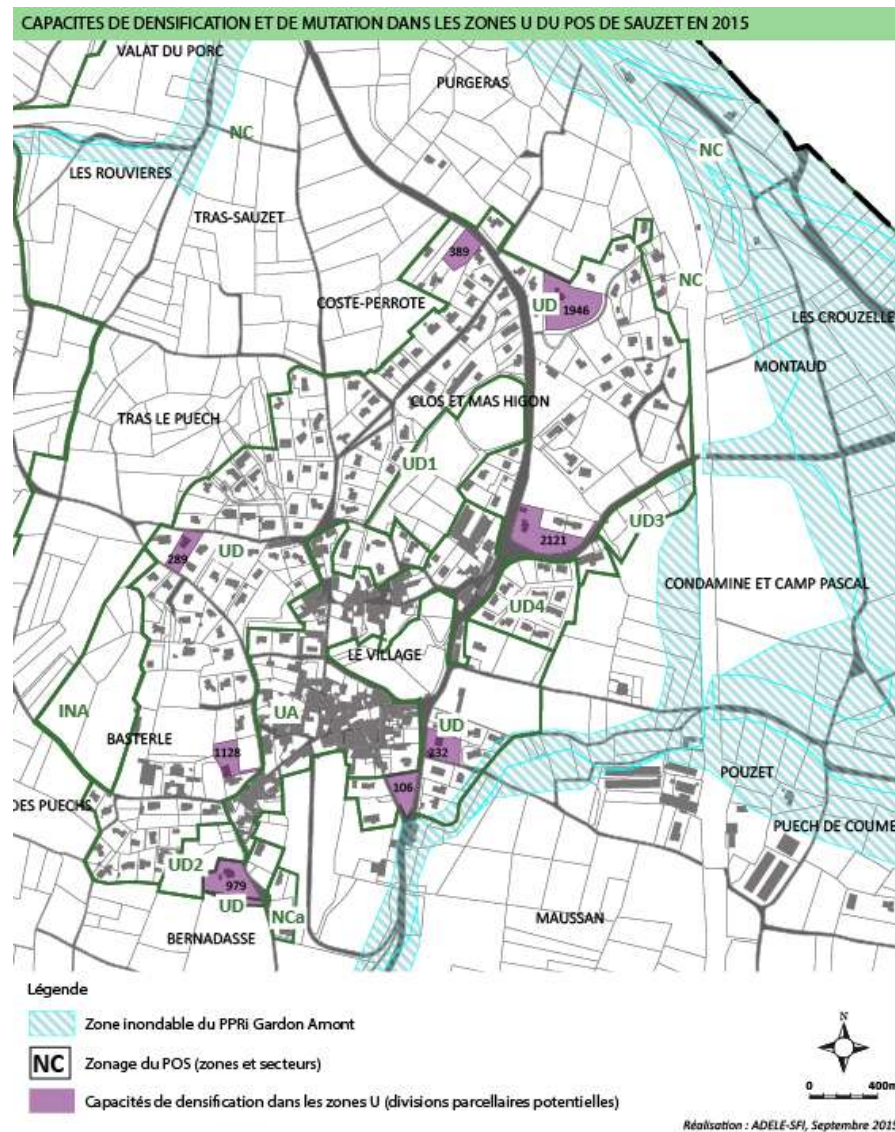 CAPACITES DE DENSIFICATION ET DE MUTATION DANS LES ZONES U DU POS DE SAUZET EN 2015
VALAT DU PORC
PURGERAS
NC
NC
LES ROUVIERES
TRAS-SAUZET
389
NC
COSTE-PERROTE
UD
1946
LES CROUZELLE
MONTAUD
CLOS ET MAS HIGON
TRAS LE PUECH
UD1
UD3
2121
289
UD
CONDAMINE ET CAMP PASCAL
UD4
LE VILLAGE
INA
UA
UD
BASTERLE
1128
232
POUZET
106
DES PUECHS
PUECH DE COUME
UD2
979
UD
NCa
MAUSSAN
BERNADASSE
Légende
Zone inondable du PPRi Gardon Amont
NC Zonage du POS (zones et secteurs)
Capacités de densification dans les zones U (divisions parcellaires potentielles)
N
0 400m
Réalisation : ADELE-SFI, Septembre 2015